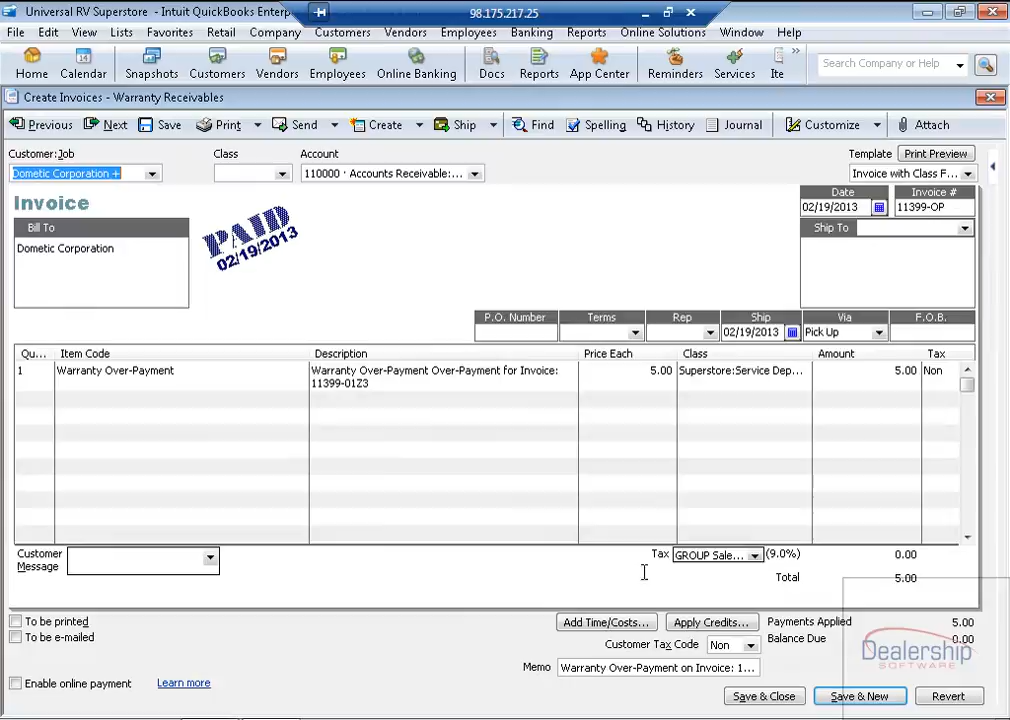 Universal RV Superstore - Intuit QuickBooks Enterp
98.175.217.25
File Edit View Lists Favorites Retail Company Customers Vendors Employees Banking Reports Online Solutions Window Help
Home Calendar Snapshots Customers Vendors Employees Online Banking Docs Reports App Center Reminders Services Ite
Search Company or Help
Create Invoices - Warranty Receivables
Previous Next Save Print Send Create Ship Find Spelling History Journal Customize Attach
Customer:Job Class Account Template Print Preview
Dometic Corporation + 110000 · Accounts Receivable:... Invoice with Class F...
Invoice
Date Invoice #
02/19/2013 11399-OP
Bill To
Dometic Corporation
PAID
02/19/2013
Ship To
P.O. Number Terms Rep Ship Via F.O.B.
02/19/2013 Pick Up
Qu... Item Code Description Price Each Class Amount Tax
1 Warranty Over-Payment Warranty Over-Payment Over-Payment for Invoice: 5.00 Superstore:Service Dep... 5.00 Non
11399-01Z3
Customer
Message
Tax GROUP Sale... (9.0%) 0.00
Total 5.00
To be printed
To be e-mailed
Add Time/Costs... Apply Credits... Payments Applied 5.00
Customer Tax Code Non Balance Due 0.00
Memo Warranty Over-Payment on Invoice: 1...
Dealership
SOFTWARE
Enable online payment Learn more
Save & Close Save & New Revert